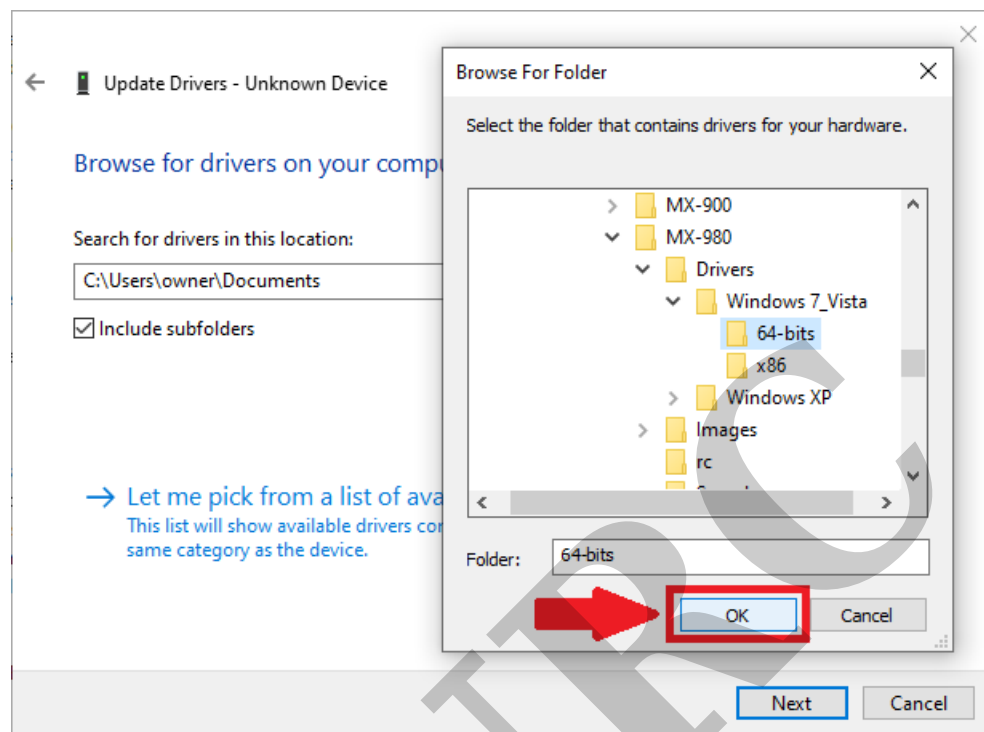 Update Drivers - Unknown Device
Browse for drivers on your compu
Search for drivers in this location:
C:\Users\owner\Documents
Include subfolders
Let me pick from a list of ava
This list will show available drivers con
same category as the device.
Browse For Folder
Select the folder that contains drivers for your hardware.
MX-900
MX-980
Drivers
Windows 7_Vista
64-bits
x86
Windows XP
Images
rc
Folder:
64-bits
OK
Cancel
Next
Cancel